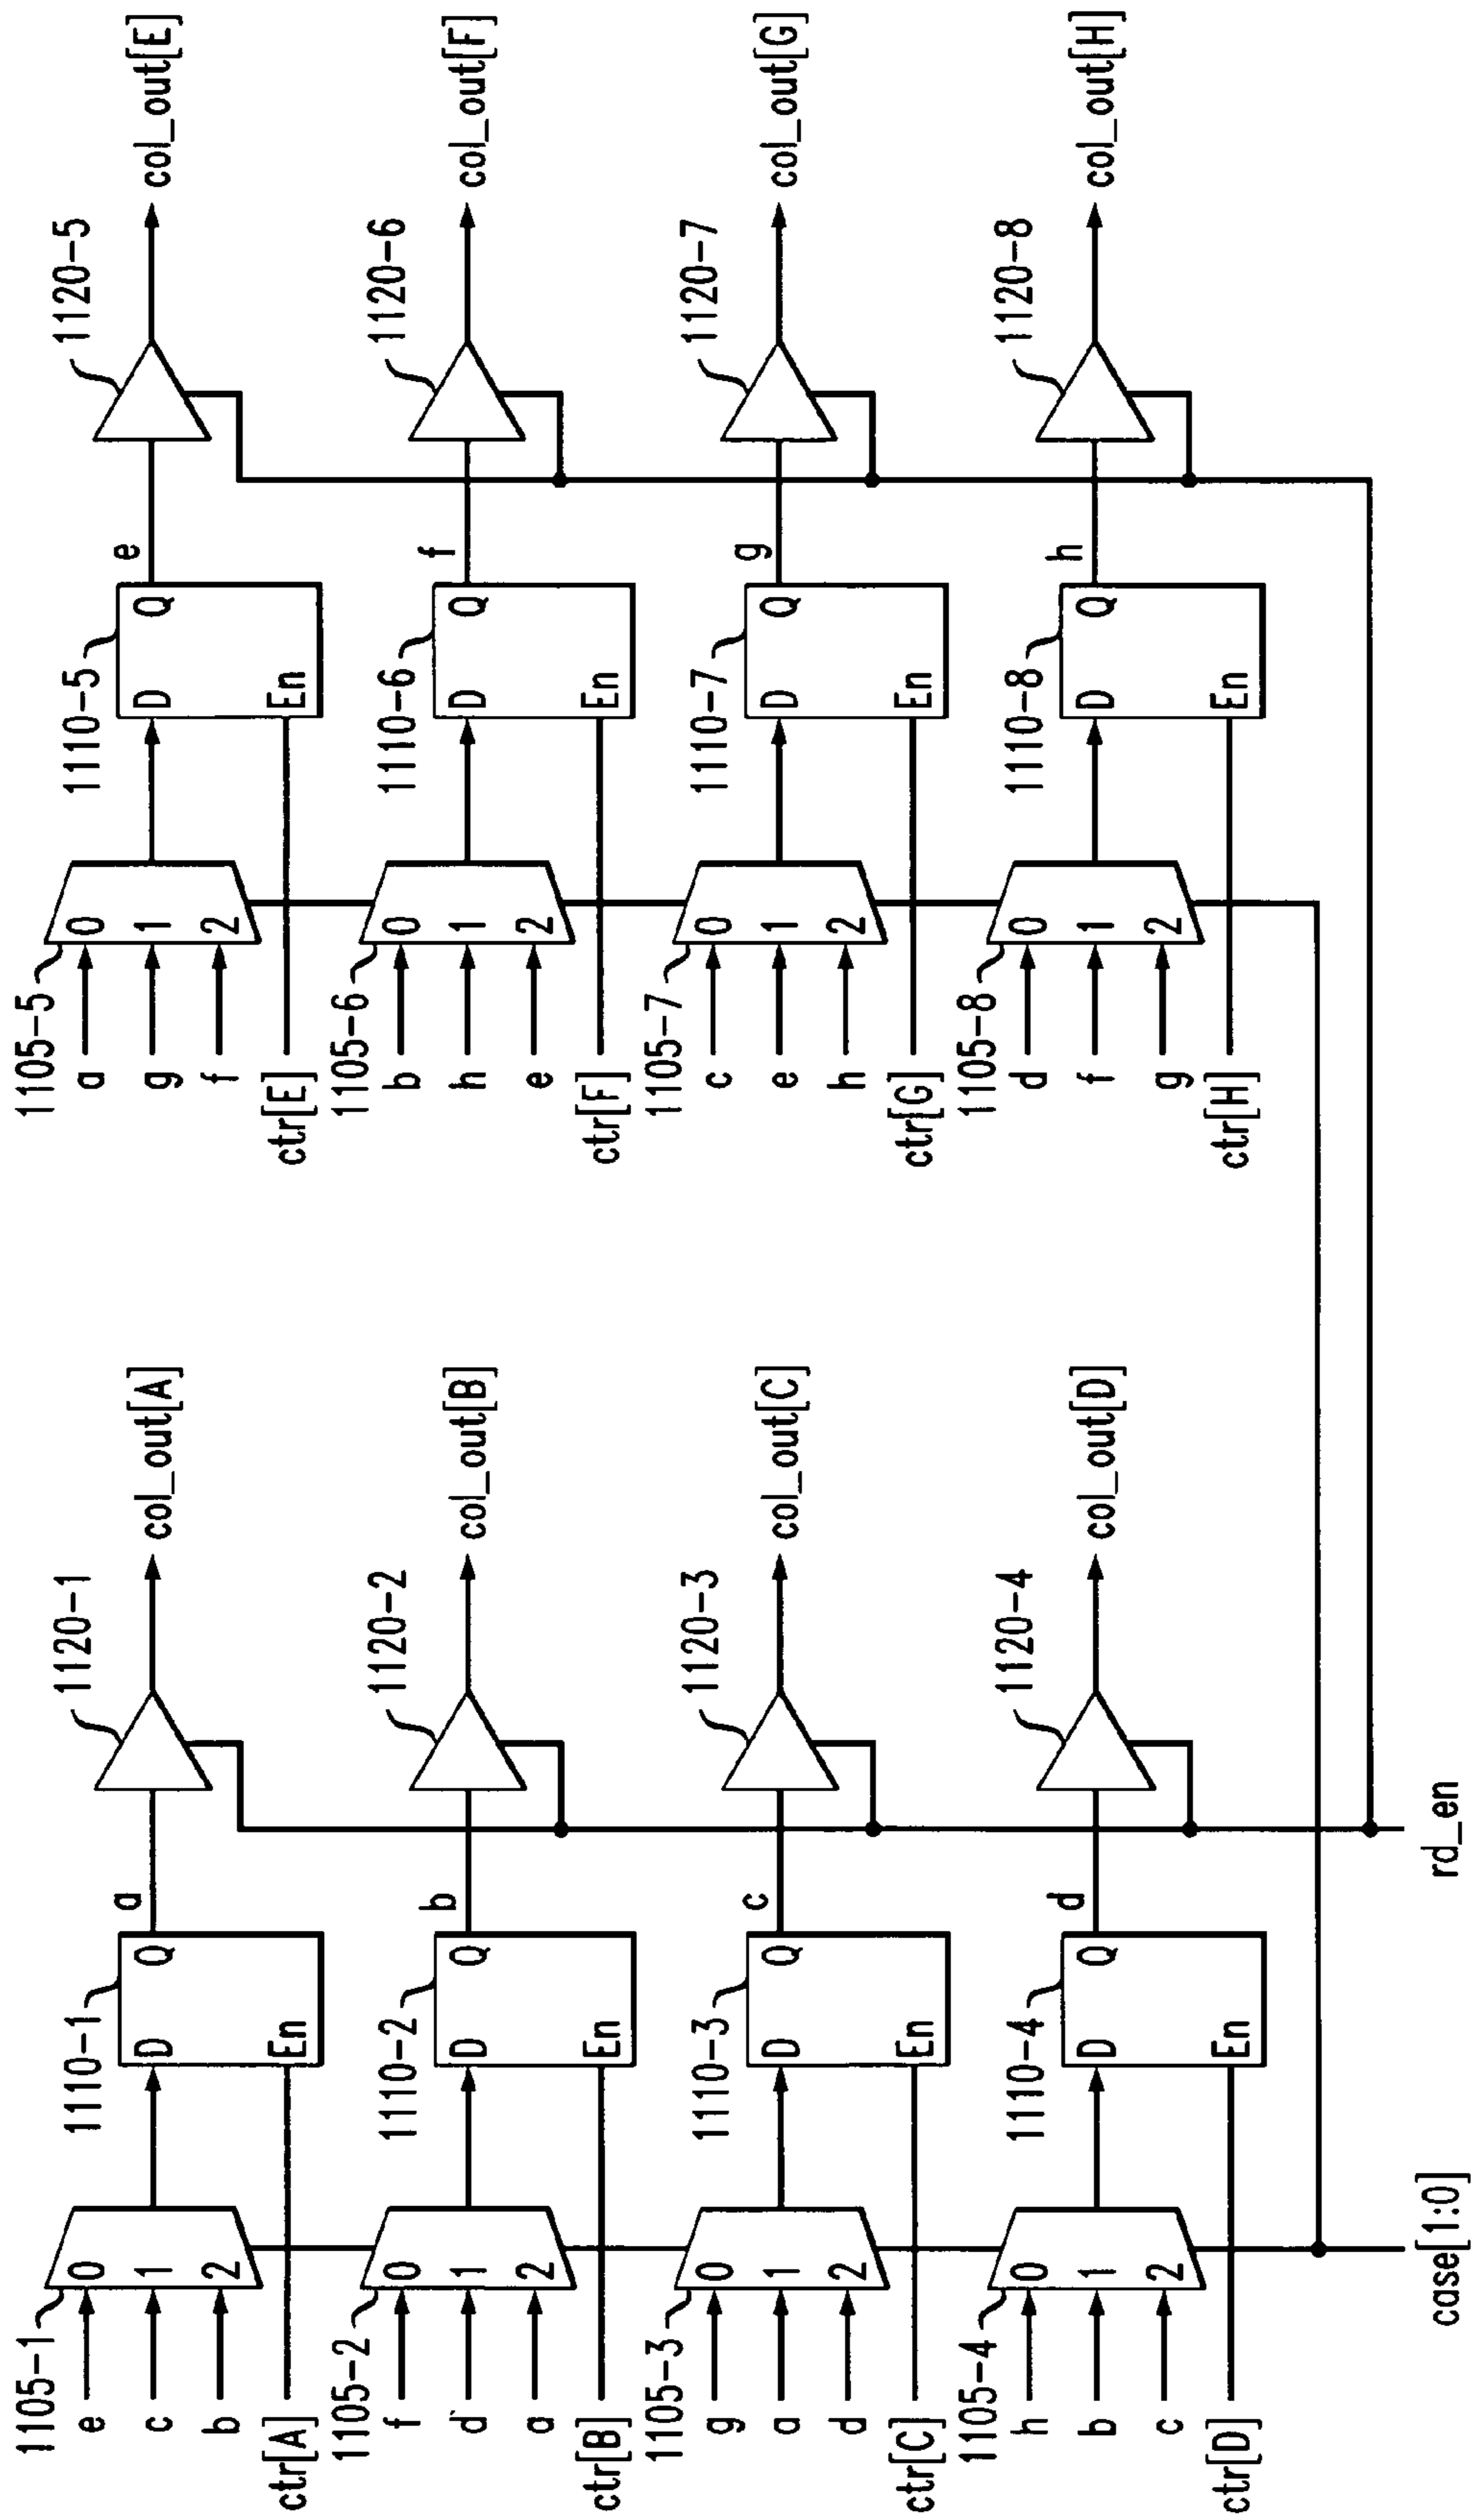 1105-1
e
c
b
ctr[A]
0
1
2
1110-1
D
Q
En
a
1120-1
col_out[A]
1105-2
f
d
a
ctr[B]
0
1
2
1110-2
D
Q
En
b
1120-2
col_out[B]
1105-3
g
a
d
ctr[C]
0
1
2
1110-3
D
Q
En
c
1120-3
col_out[C]
1105-4
h
b
c
ctr[D]
0
1
2
1110-4
D
Q
En
d
1120-4
col_out[D]
case[1:0]
rd_en
1105-5
a
g
f
ctr[E]
0
1
2
1110-5
D
Q
En
e
1120-5
col_out[E]
1105-6
b
h
e
ctr[F]
0
1
2
1110-6
D
Q
En
f
1120-6
col_out[F]
1105-7
c
e
h
ctr[G]
0
1
2
1110-7
D
Q
En
g
1120-7
col_out[G]
1105-8
d
f
g
ctr[H]
0
1
2
1110-8
D
Q
En
h
1120-8
col_out[H]